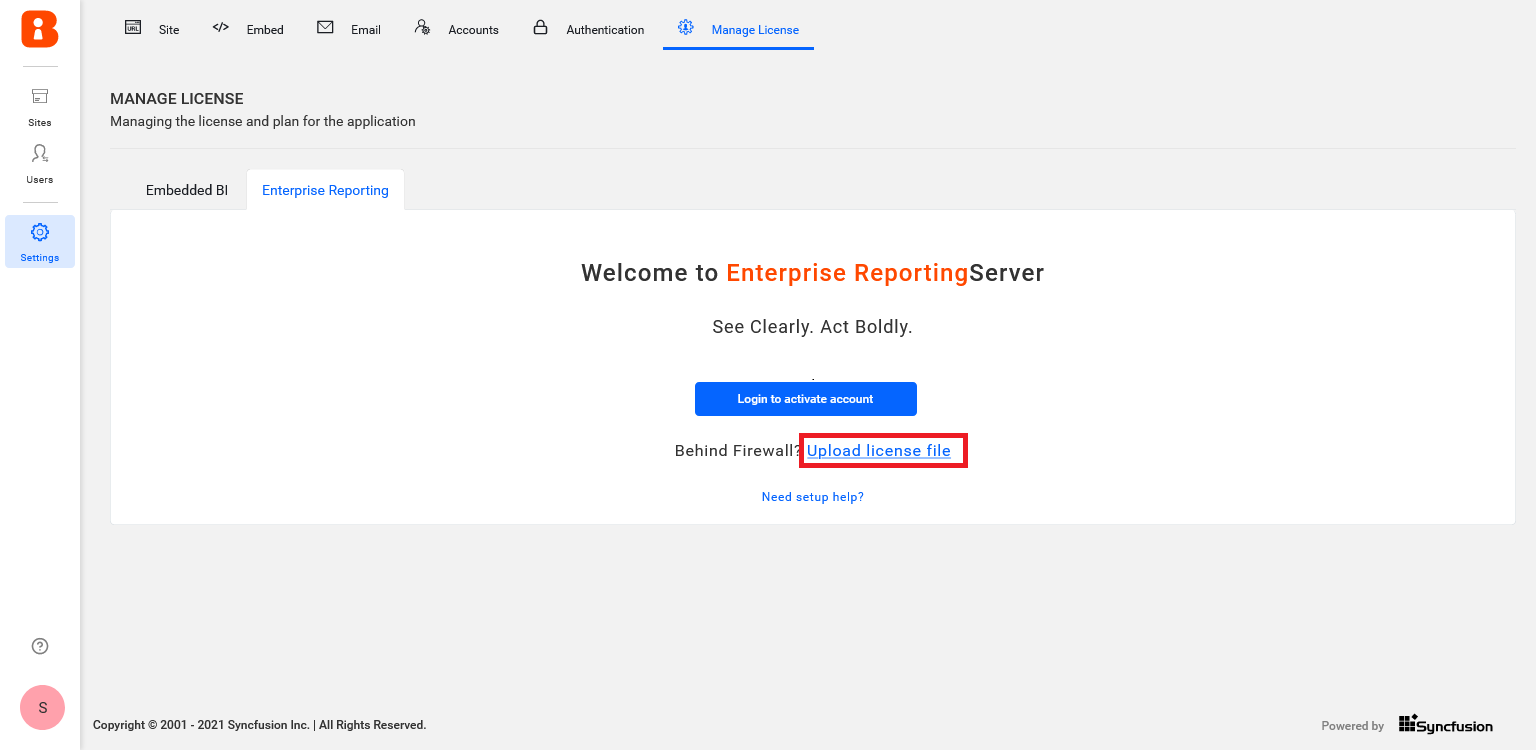 URL Site </> Embed Email Accounts Authentication Manage License
Sites
Users
Settings
MANAGE LICENSE
Managing the license and plan for the application
Embedded BI Enterprise Reporting
Welcome to Enterprise ReportingServer
See Clearly. Act Boldly.
.
Login to activate account
Behind Firewall? Upload license file
Need setup help?
?
S
Copyright © 2001 - 2021 Syncfusion Inc. | All Rights Reserved.
Powered by Syncfusion